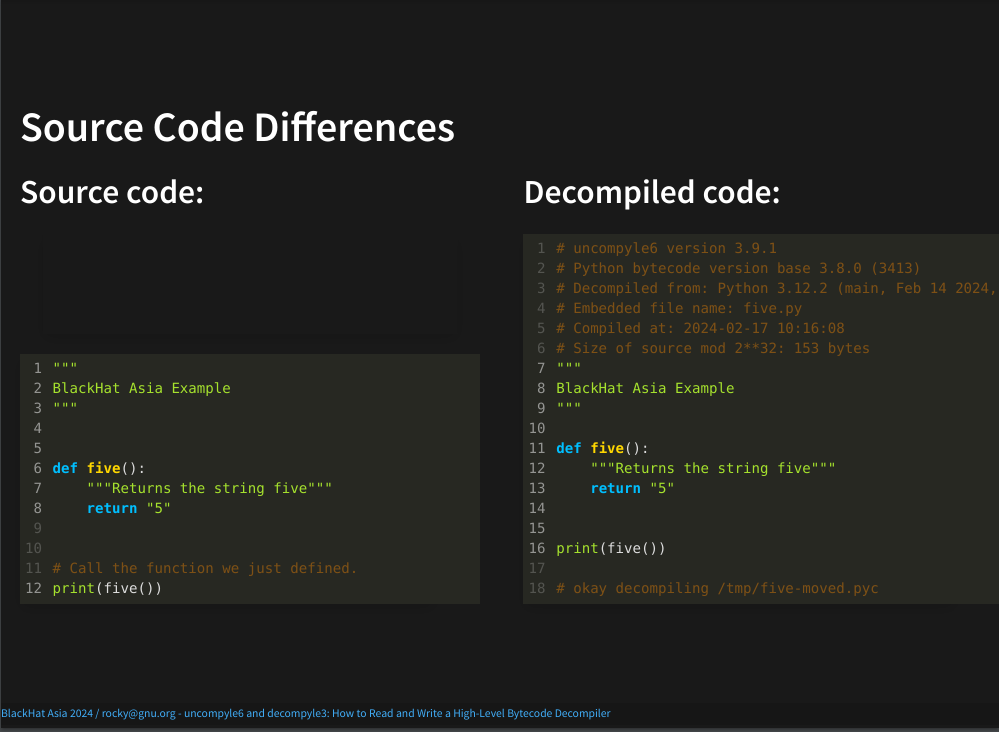 Source Code Differences
Source code:
1 """
2 BlackHat Asia Example
3 """
4
5
6 def five():
7     """Returns the string five"""
8     return "5"
9
10
11 # Call the function we just defined.
12 print(five())
Decompiled code:
1 # uncompyle6 version 3.9.1
2 # Python bytecode version base 3.8.0 (3413)
3 # Decompiled from: Python 3.12.2 (main, Feb 14 2024,
4 # Embedded file name: five.py
5 # Compiled at: 2024-02-17 10:16:08
6 # Size of source mod 2**32: 153 bytes
7 """
8 BlackHat Asia Example
9 """
10
11 def five():
12     """Returns the string five"""
13     return "5"
14
15
16 print(five())
17
18 # okay decompiling /tmp/five-moved.pyc
BlackHat Asia 2024 / rocky@gnu.org - uncompyle6 and decompyle3: How to Read and Write a High-Level Bytecode Decompiler